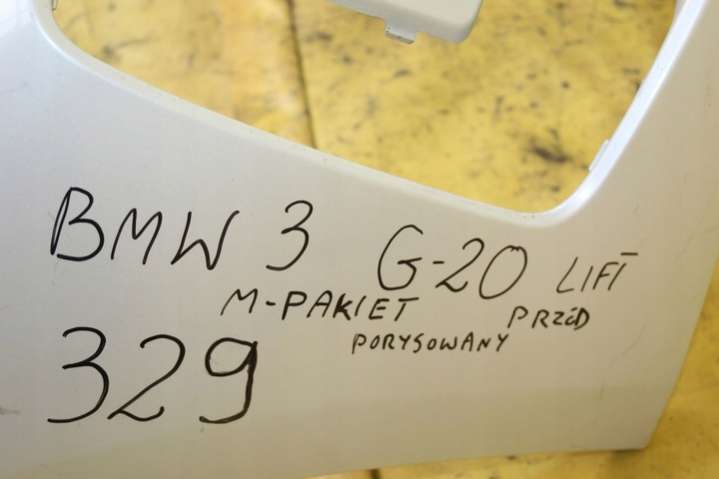 BMW 3 G-20 LIFT
M-PAKIET PRZÓD
PORYSOWANY
329